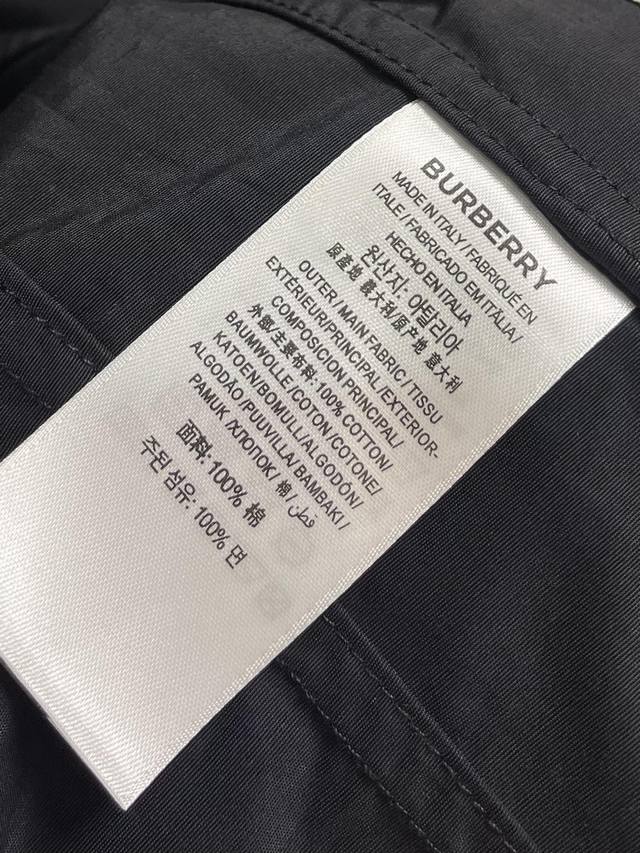 BURBERRY
MADE IN ITALY / FABRIQUÉ EN
ITALIE / FABRICADO EM ITÁLIA /
HECHO EN ITALIA
원산지: 이탈리아
原産地 意大利/原产地 意大利
OUTER / MAIN FABRIC / TISSU
EXTÉRIEUR/PRINCIPAL/EXTERIOR-
COMPOSICIÓN PRINCIPAL/
外部/主要布料:100% COTTON/
BAUMWOLLE/COTON/COTONE/
KATOEN/BOMULL/ALGODÓN/
ALGODÃO/PUUVILLA/BAMBAKI/
PAMUK /ХЛОПОК/ 棉/ قطن /
面料: 100% 棉
주된 섬유: 100% 면